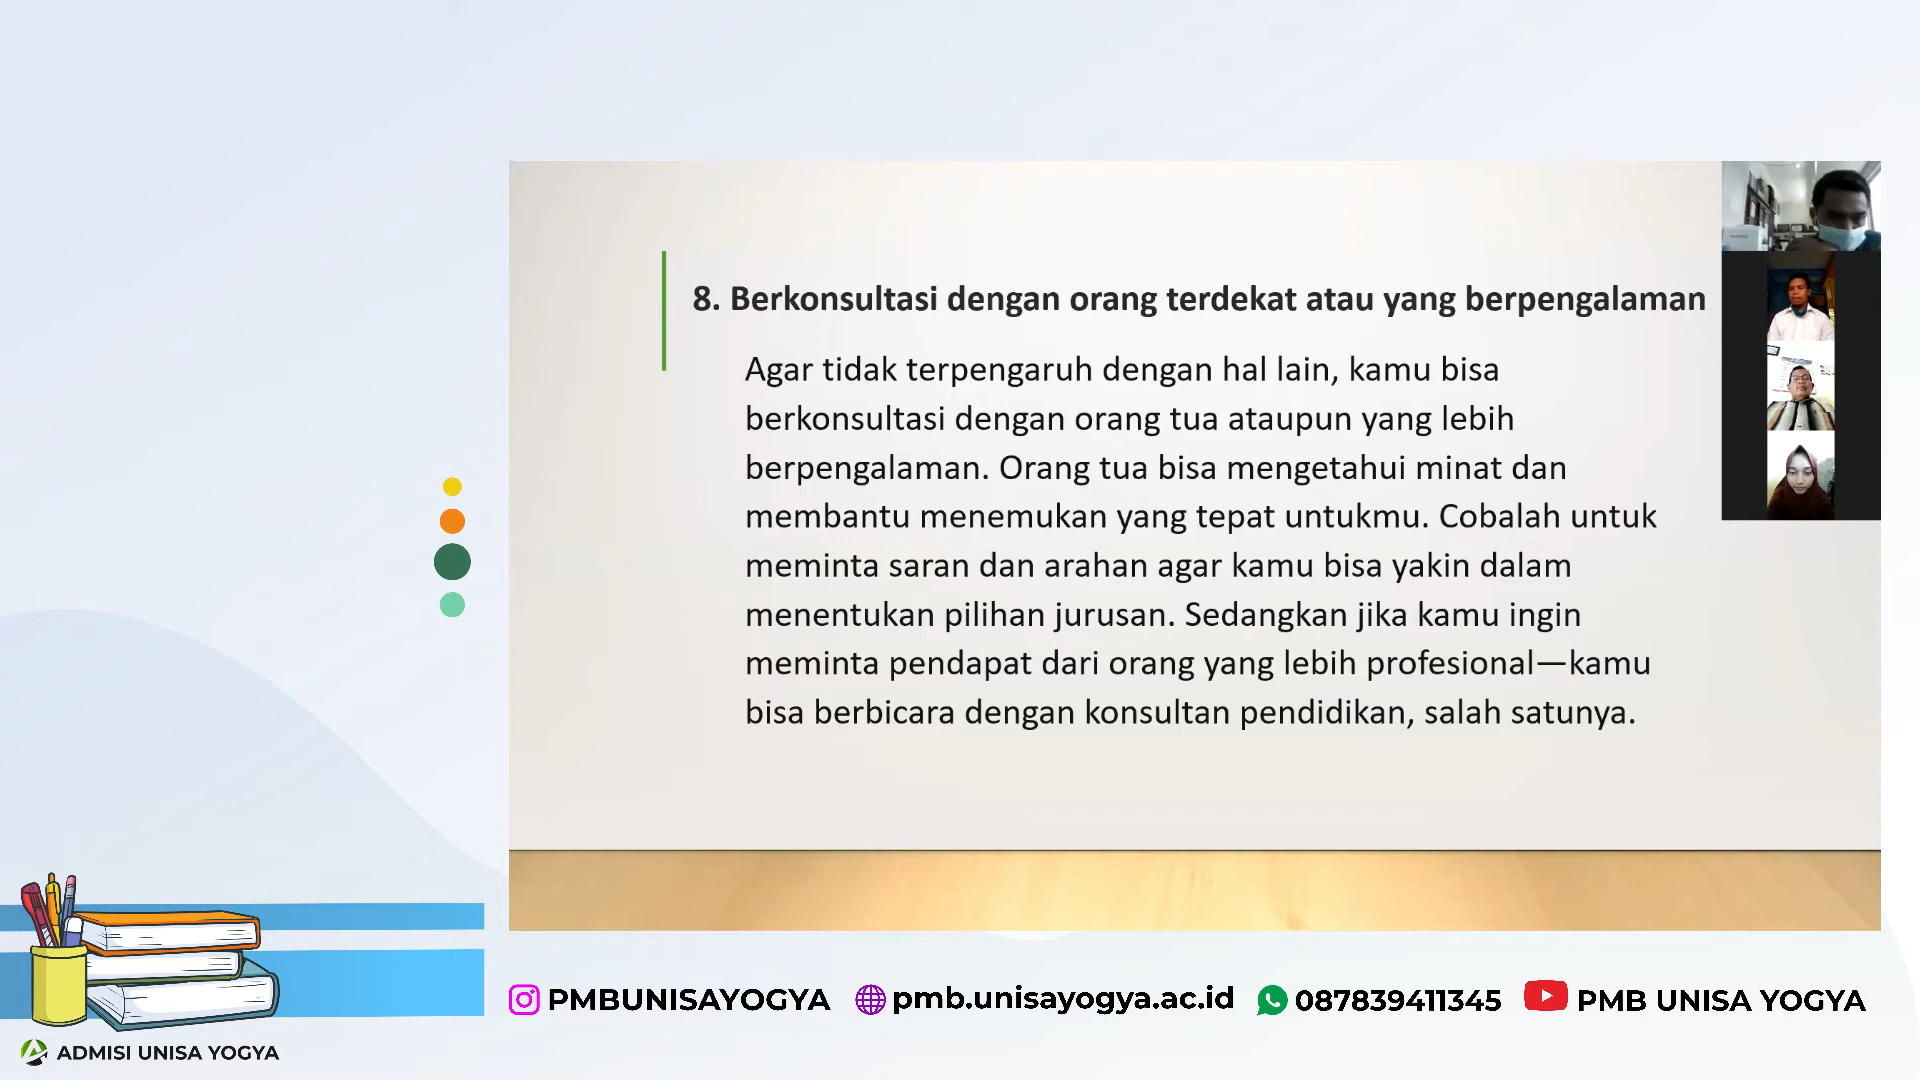 8. Berkonsultasi dengan orang terdekat atau yang berpengalaman
Agar tidak terpengaruh dengan hal lain, kamu bisa
berkonsultasi dengan orang tua ataupun yang lebih
berpengalaman. Orang tua bisa mengetahui minat dan
membantu menemukan yang tepat untukmu. Cobalah untuk
meminta saran dan arahan agar kamu bisa yakin dalam
menentukan pilihan jurusan. Sedangkan jika kamu ingin
meminta pendapat dari orang yang lebih profesional—kamu
bisa berbicara dengan konsultan pendidikan, salah satunya.
PMBUNISAYOGYA pmb.unisayogya.ac.id 087839411345 PMB UNISA YOGYA
ADMISI UNISA YOGYA